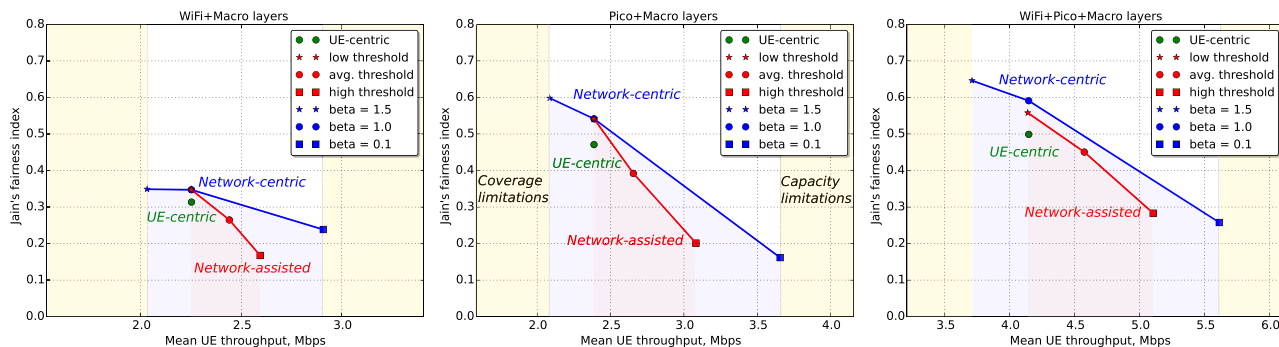 WiFi+Macro layers
Jain's fairness index
0.8
0.7
0.6
0.5
0.4
0.3
0.2
0.1
0.0
UE-centric
low threshold
avg. threshold
high threshold
beta = 1.5
beta = 1.0
beta = 0.1
Network-centric
UE-centric
Network-assisted
2.0
2.5
3.0
Mean UE throughput, Mbps
Pico+Macro layers
Jain's fairness index
0.8
0.7
0.6
0.5
0.4
0.3
0.2
0.1
0.0
UE-centric
low threshold
avg. threshold
high threshold
beta = 1.5
beta = 1.0
beta = 0.1
Network-centric
UE-centric
Coverage
limitations
Capacity
limitations
Network-assisted
2.0
2.5
3.0
3.5
4.0
Mean UE throughput, Mbps
WiFi+Pico+Macro layers
Jain's fairness index
0.8
0.7
0.6
0.5
0.4
0.3
0.2
0.1
0.0
UE-centric
low threshold
avg. threshold
high threshold
beta = 1.5
beta = 1.0
beta = 0.1
Network-centric
UE-centric
Network-assisted
3.5
4.0
4.5
5.0
5.5
6.0
Mean UE throughput, Mbps